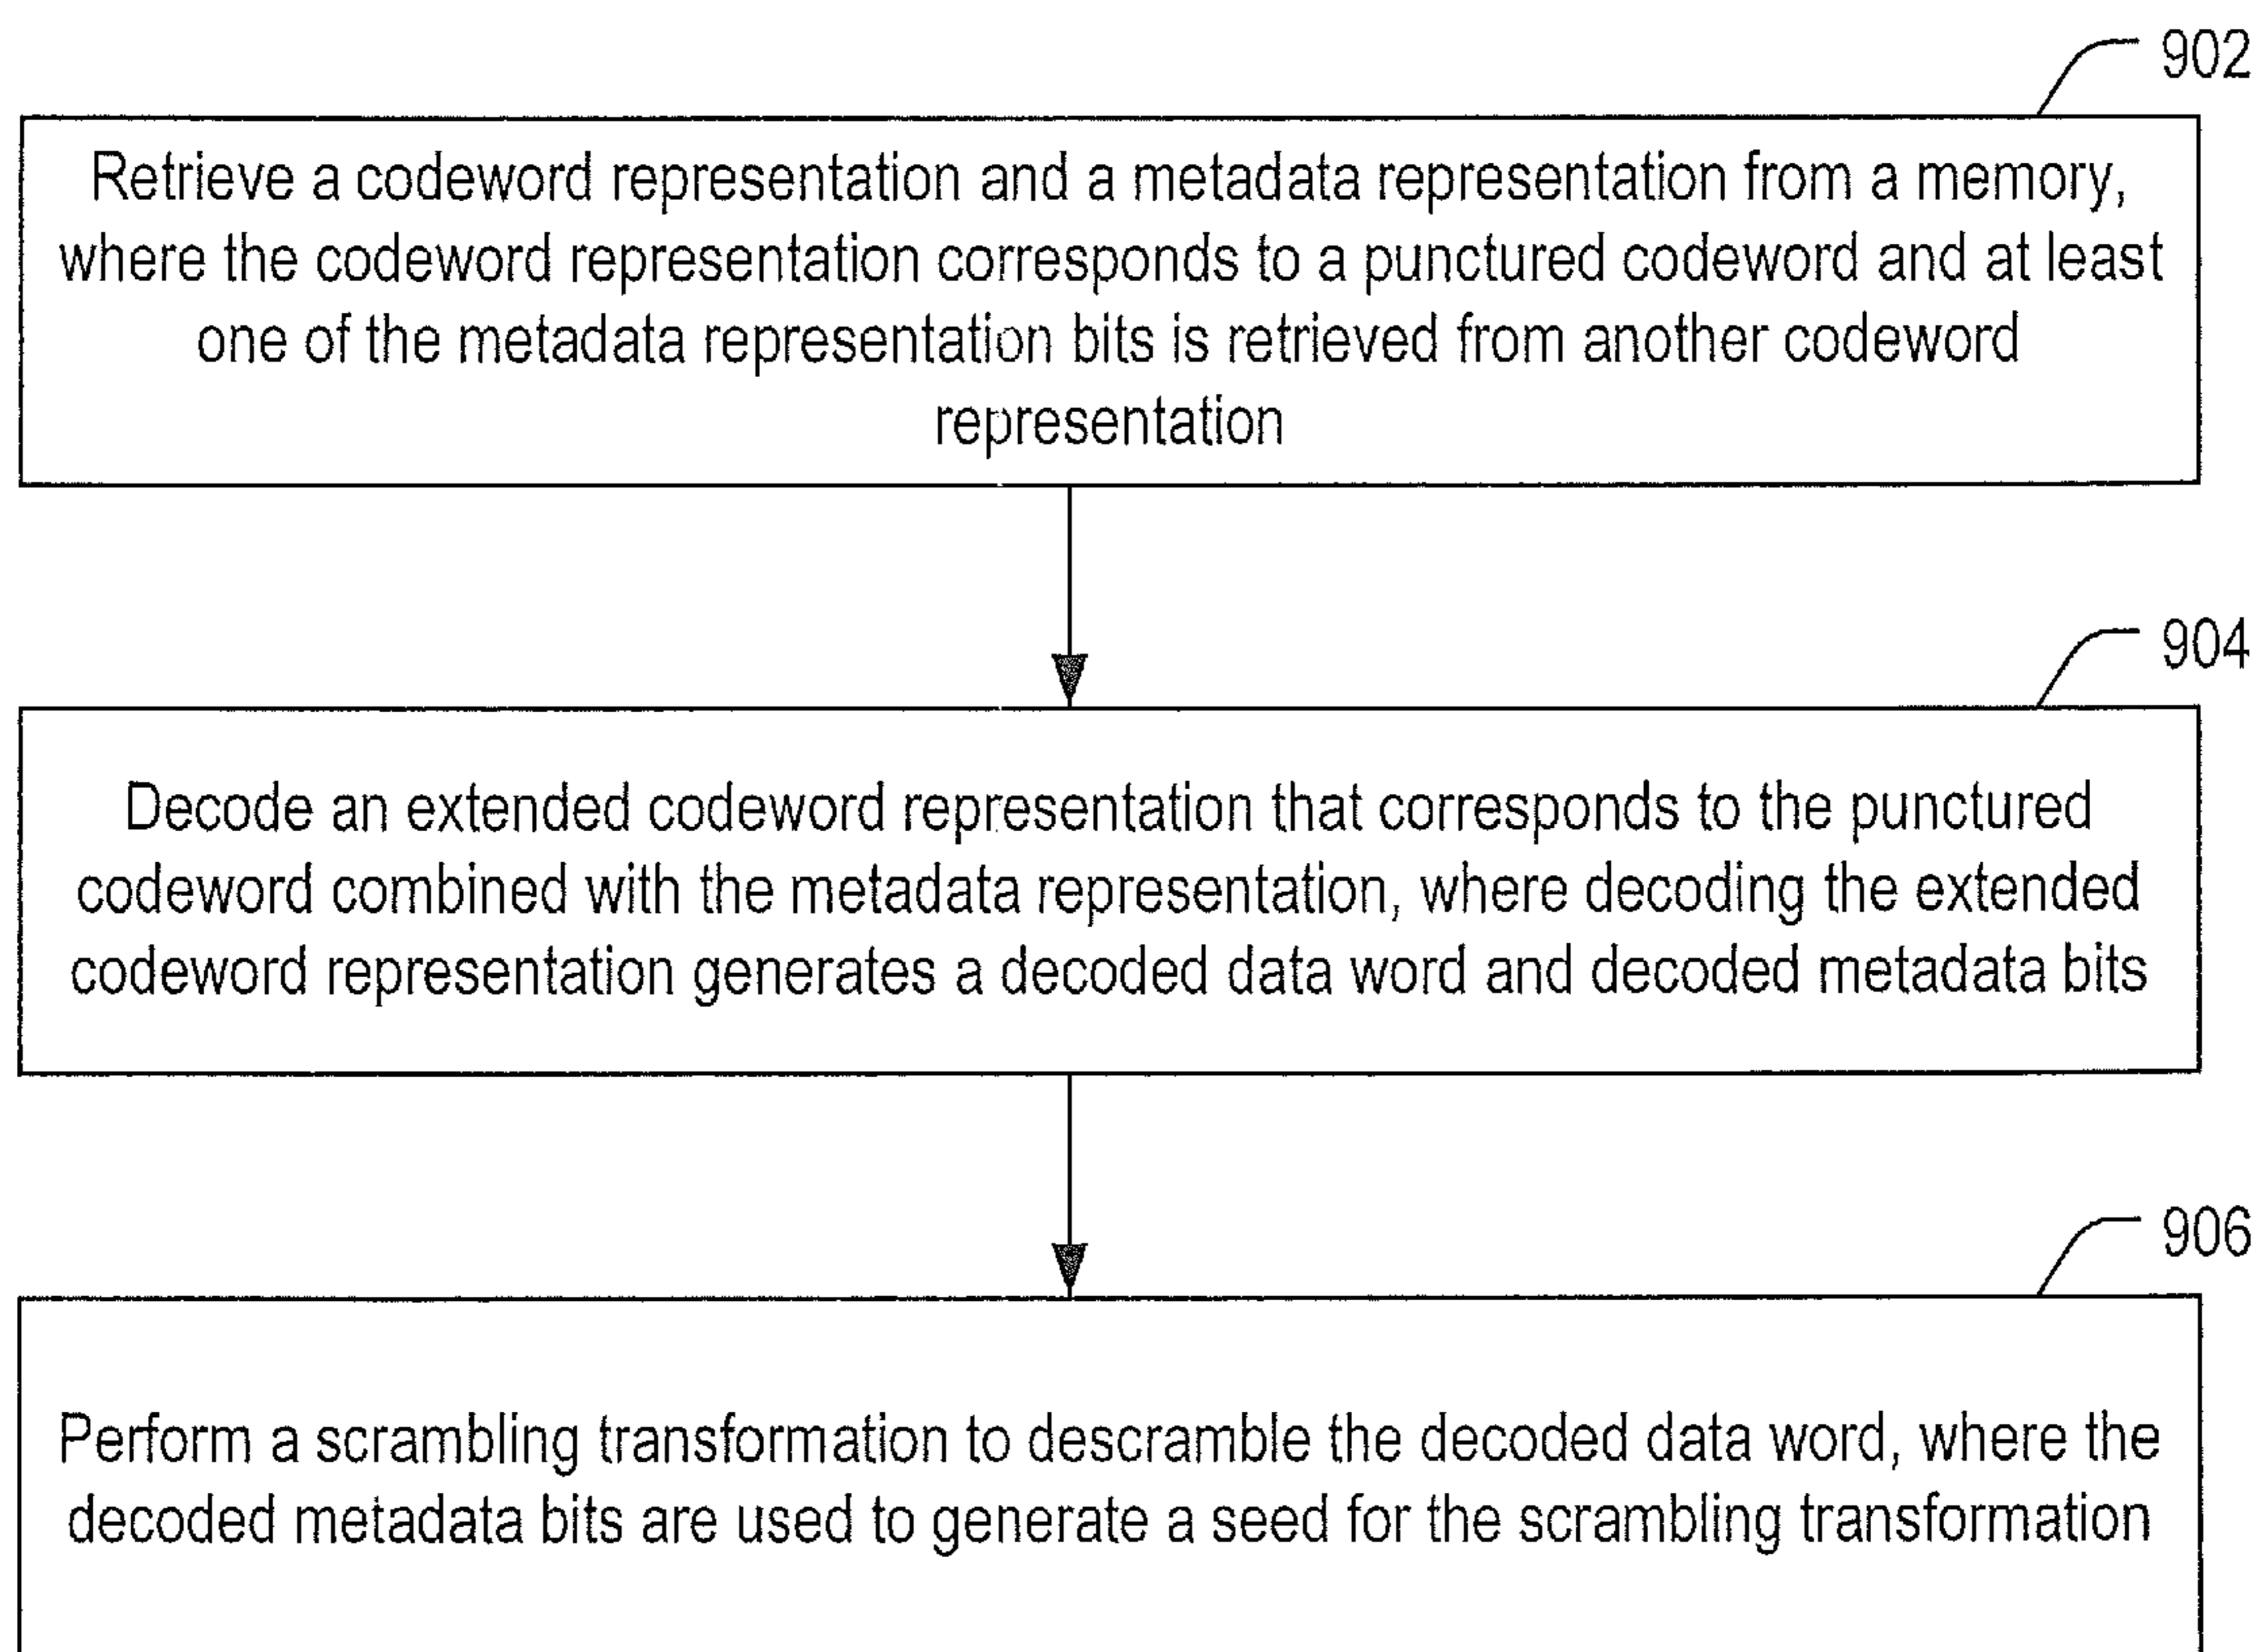 902
Retrieve a codeword representation and a metadata representation from a memory,
where the codeword representation corresponds to a punctured codeword and at least
one of the metadata representation bits is retrieved from another codeword
representation
904
Decode an extended codeword representation that corresponds to the punctured
codeword combined with the metadata representation, where decoding the extended
codeword representation generates a decoded data word and decoded metadata bits
906
Perform a scrambling transformation to descramble the decoded data word, where the
decoded metadata bits are used to generate a seed for the scrambling transformation